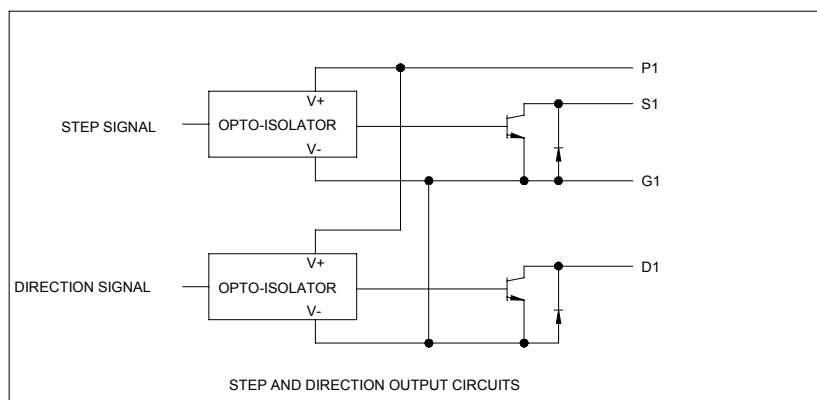 P1
V+
S1
STEP SIGNAL
OPTO-ISOLATOR
V-
G1
V+
D1
DIRECTION SIGNAL
OPTO-ISOLATOR
V-
STEP AND DIRECTION OUTPUT CIRCUITS